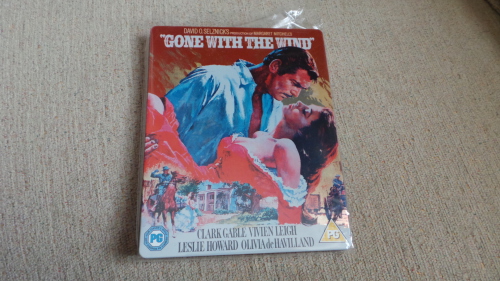 DAVID O. SELZNICK'S PRODUCTION OF MARGARET MITCHELL'S
"GONE WITH THE WIND"
CLARK GABLE VIVIEN LEIGH
LESLIE HOWARD OLIVIA de HAVILLAND
PG
PG